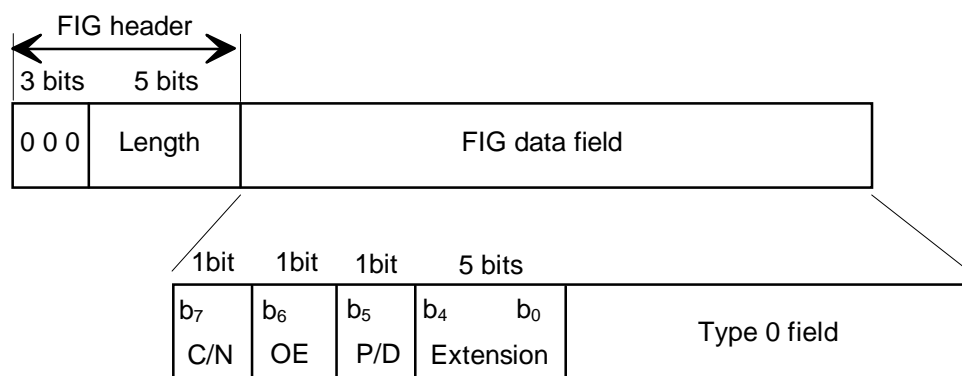 FIG header
3 bits 5 bits
0 0 0 Length FIG data field
1bit 1bit 1bit 5 bits
b7 b6 b5 b4 b0
C/N OE P/D Extension Type 0 field